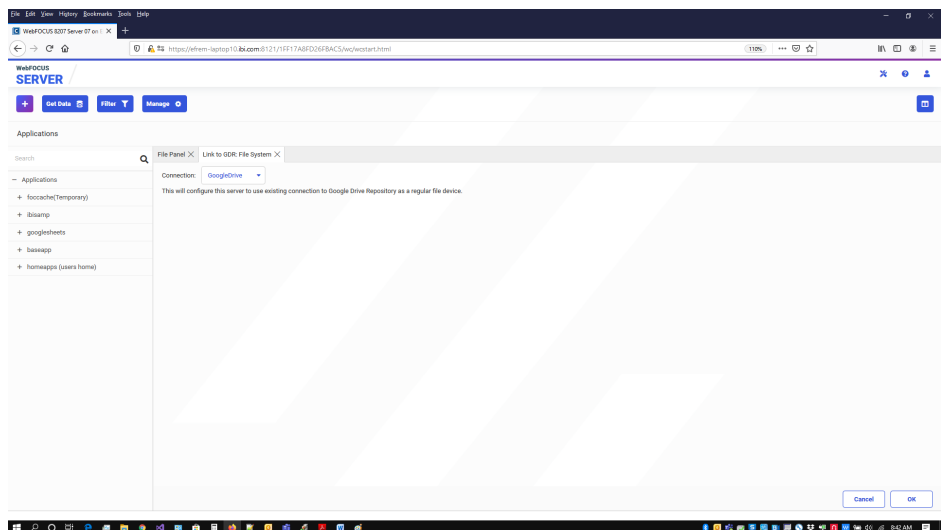 File Edit View History Bookmarks Tools Help
WebFOCUS 8207 Server 07 on
https://efrem-laptop10.ibi.com:8121/1FF17A8FD26FBAC5/wc/wcstart.html
110%
WebFOCUS
SERVER
Get Data
Filter
Manage
Applications
Search
File Panel
Link to GDR: File System
Applications
foccache(Temporary)
ibisamp
googlesheets
baseapp
homeapps (users home)
Connection: GoogleDrive
This will configure this server to use existing connection to Google Drive Repository as a regular file device.
Cancel OK
8:42 AM